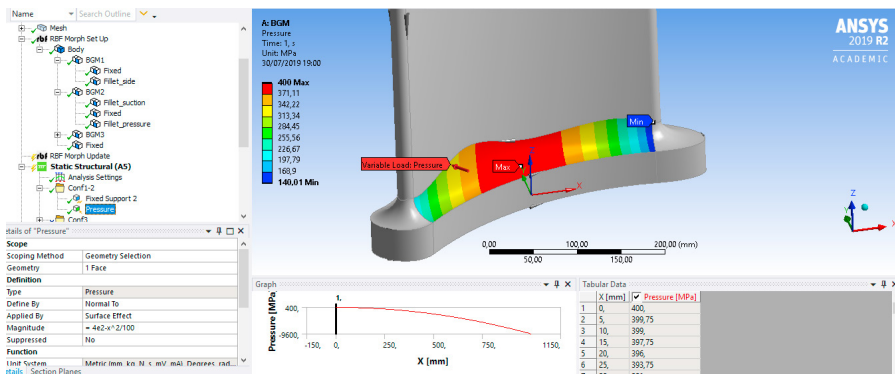 Name Search Outline
Mesh
rbf RBF Morph Set Up
Body
BGM1
Fixed
Fillet_side
BGM2
Fillet_suction
Fixed
Fillet_pressure
BGM3
Fixed
rbf RBF Morph Update
Static Structural (A5)
Analysis Settings
Conf1-2
Fixed Support 2
Pressure
Conf3
etails of "Pressure"
Scope
Scoping Method Geometry Selection
Geometry 1 Face
Definition
Type Pressure
Define By Normal To
Applied By Surface Effect
Magnitude = 4e2-x^2/100
Suppressed No
Function
Unit System Metric (mm, kg, N, s, mV, mA) Degrees rad...
etails Section Planes
A: BGM
Pressure
Time: 1, s
Unit: MPa
30/07/2019 19:00
400 Max
371,11
342,22
313,34
284,45
255,56
226,67
197,79
168,9
140,01 Min
Variable Load: Pressure
Max
Min
X
Z
Y
X
ANSYS
2019 R2
ACADEMIC
0,00 100,00 200,00 (mm)
50,00 150,00
Graph
1,
Pressure [MPa]
400,
-9600,
-150, 0, 250, 500, 750, 1150,
X [mm]
Tabular Data
X [mm] Pressure [MPa]
1 0, 400,
2 5, 399,75
3 10, 399,
4 15, 397,75
5 20, 396,
6 25, 393,75